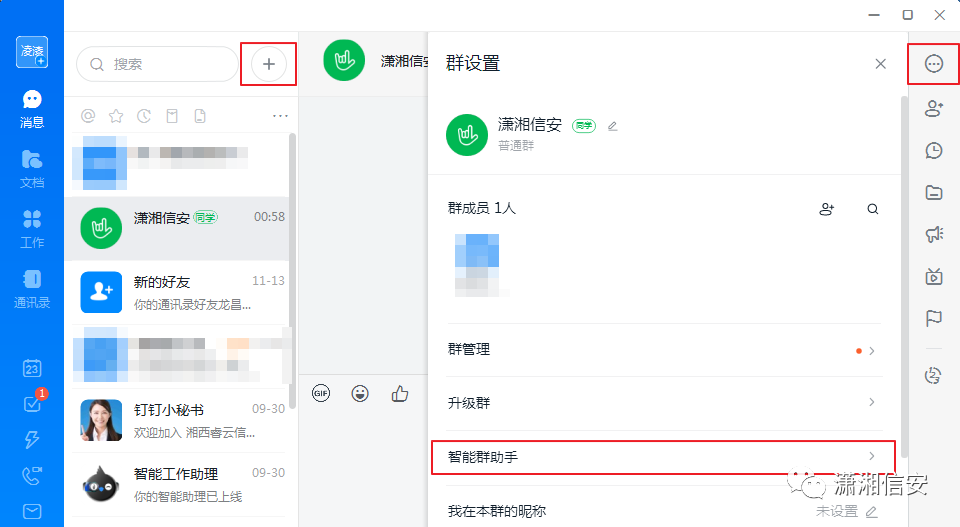 凌漆
消息
文档
工作
通讯录
23
1
搜索
潇湘信安 同学 00:58
新的好友 11-13
你的通讯录好友龙昌...
钉钉小秘书 09-30
欢迎加入 湘西睿云信...
智能工作助理 09-30
你的智能助理已上线
潇湘信安
GIF
群设置
潇湘信安 同学
普通群
群成员 1人
群管理
升级群
智能群助手
我在本群的昵称 未设置
潇湘信安